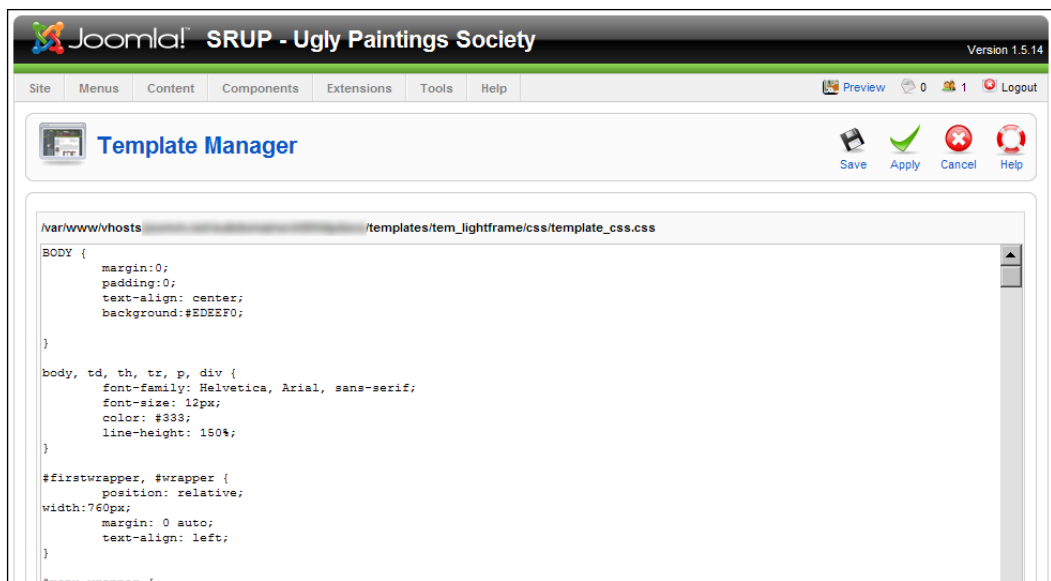 Joomla!® SRUP - Ugly Paintings Society
Version 1.5.14
Site Menus Content Components Extensions Tools Help Preview 0 1 Logout
Template Manager
Save Apply Cancel Help
/var/www/vhosts /templates/tem_lightframe/css/template_css.css
BODY {
margin:0;
padding:0;
text-align: center;
background:#EDEEF0;
}
body, td, th, tr, p, div {
font-family: Helvetica, Arial, sans-serif;
font-size: 12px;
color: #333;
line-height: 150%;
}
#firstwrapper, #wrapper {
position: relative;
width:760px;
margin: 0 auto;
text-align: left;
}